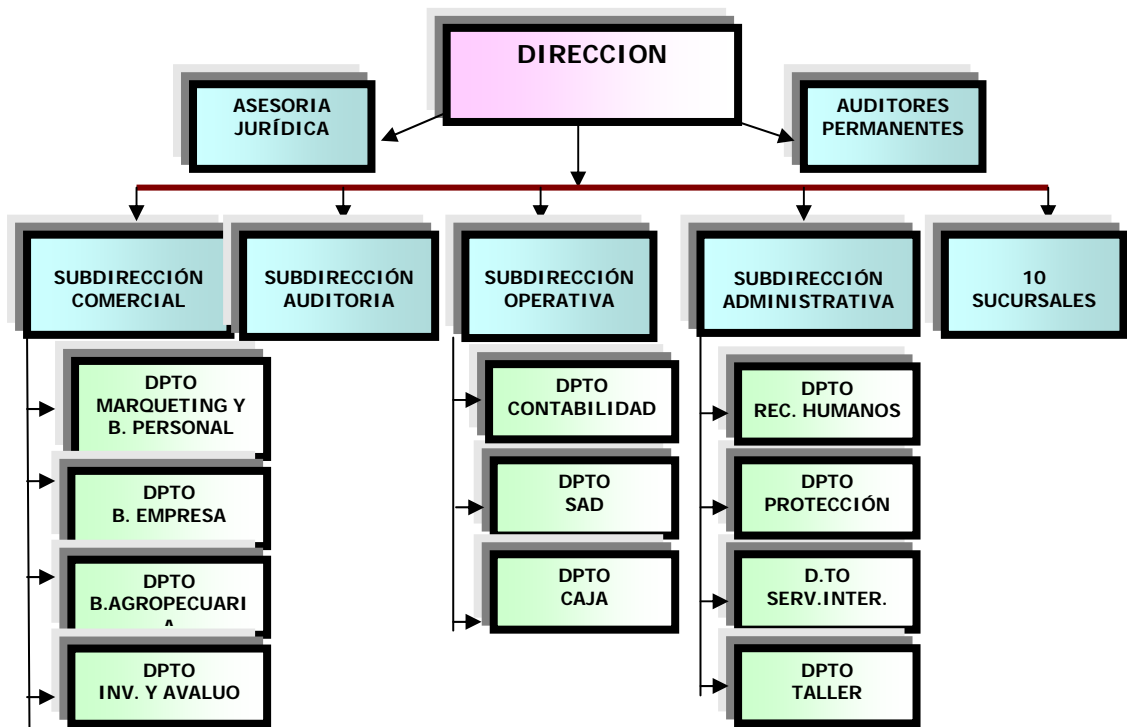 DIRECCION
ASESORIA
JURÍDICA
AUDITORES
PERMANENTES
SUBDIRECCIÓN
COMERCIAL
SUBDIRECCIÓN
AUDITORIA
SUBDIRECCIÓN
OPERATIVA
SUBDIRECCIÓN
ADMINISTRATIVA
10
SUCURSALES
DPTO
MARQUETING Y
B. PERSONAL
DPTO
B. EMPRESA
DPTO
B.AGROPECUARI
A
DPTO
INV. Y AVALUO
DPTO
CONTABILIDAD
DPTO
SAD
DPTO
CAJA
DPTO
REC. HUMANOS
DPTO
PROTECCIÓN
D.TO
SERV.INTER.
DPTO
TALLER